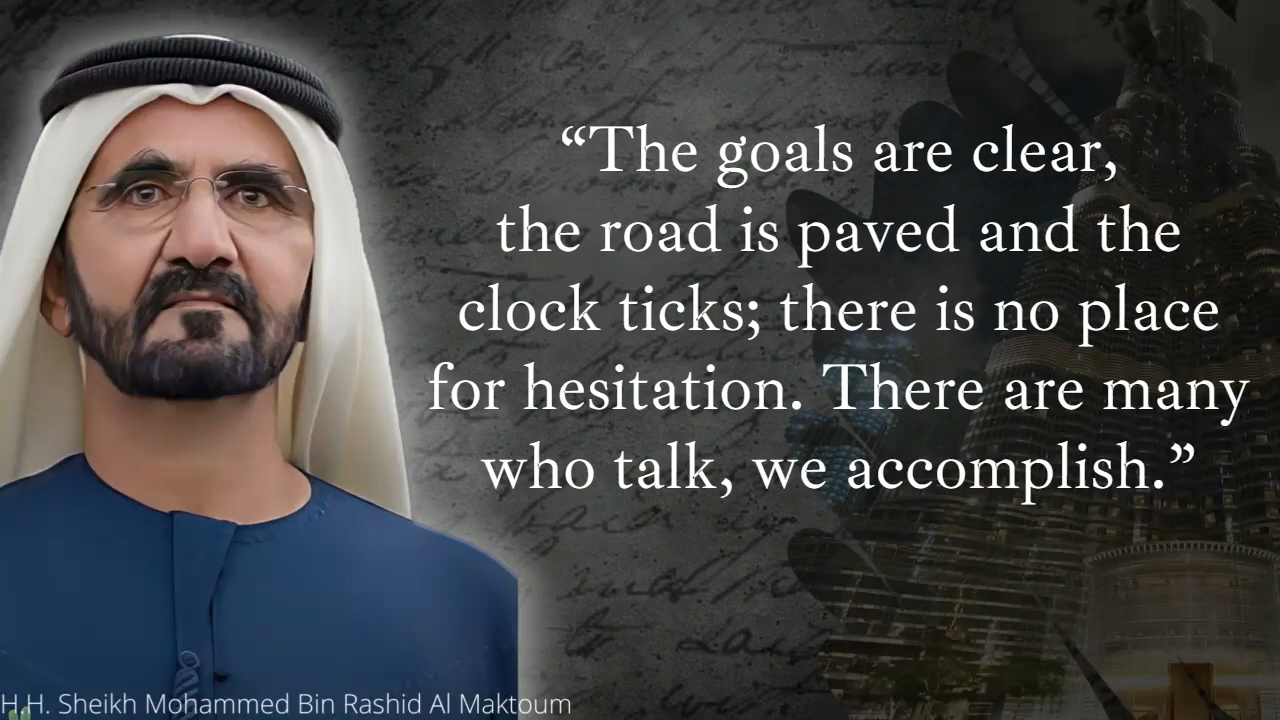 “The goals are clear,
the road is paved and the
clock ticks; there is no place
for hesitation. There are many
who talk, we accomplish.”
H.H. Sheikh Mohammed Bin Rashid Al Maktoum